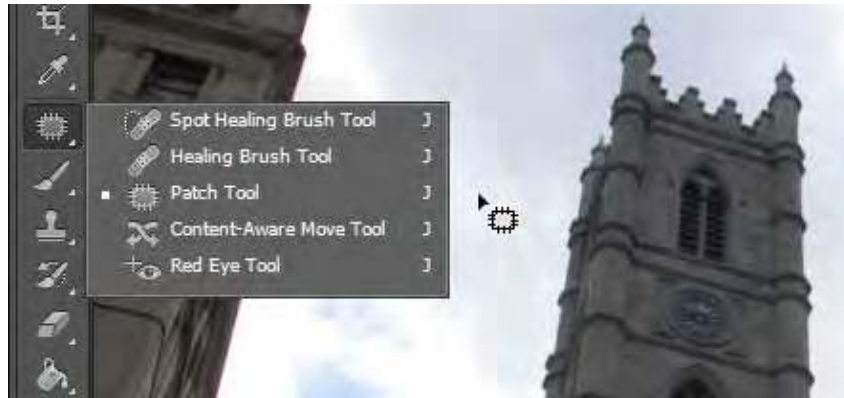 Spot Healing Brush Tool J
Healing Brush Tool J
Patch Tool J
Content-Aware Move Tool J
Red Eye Tool J